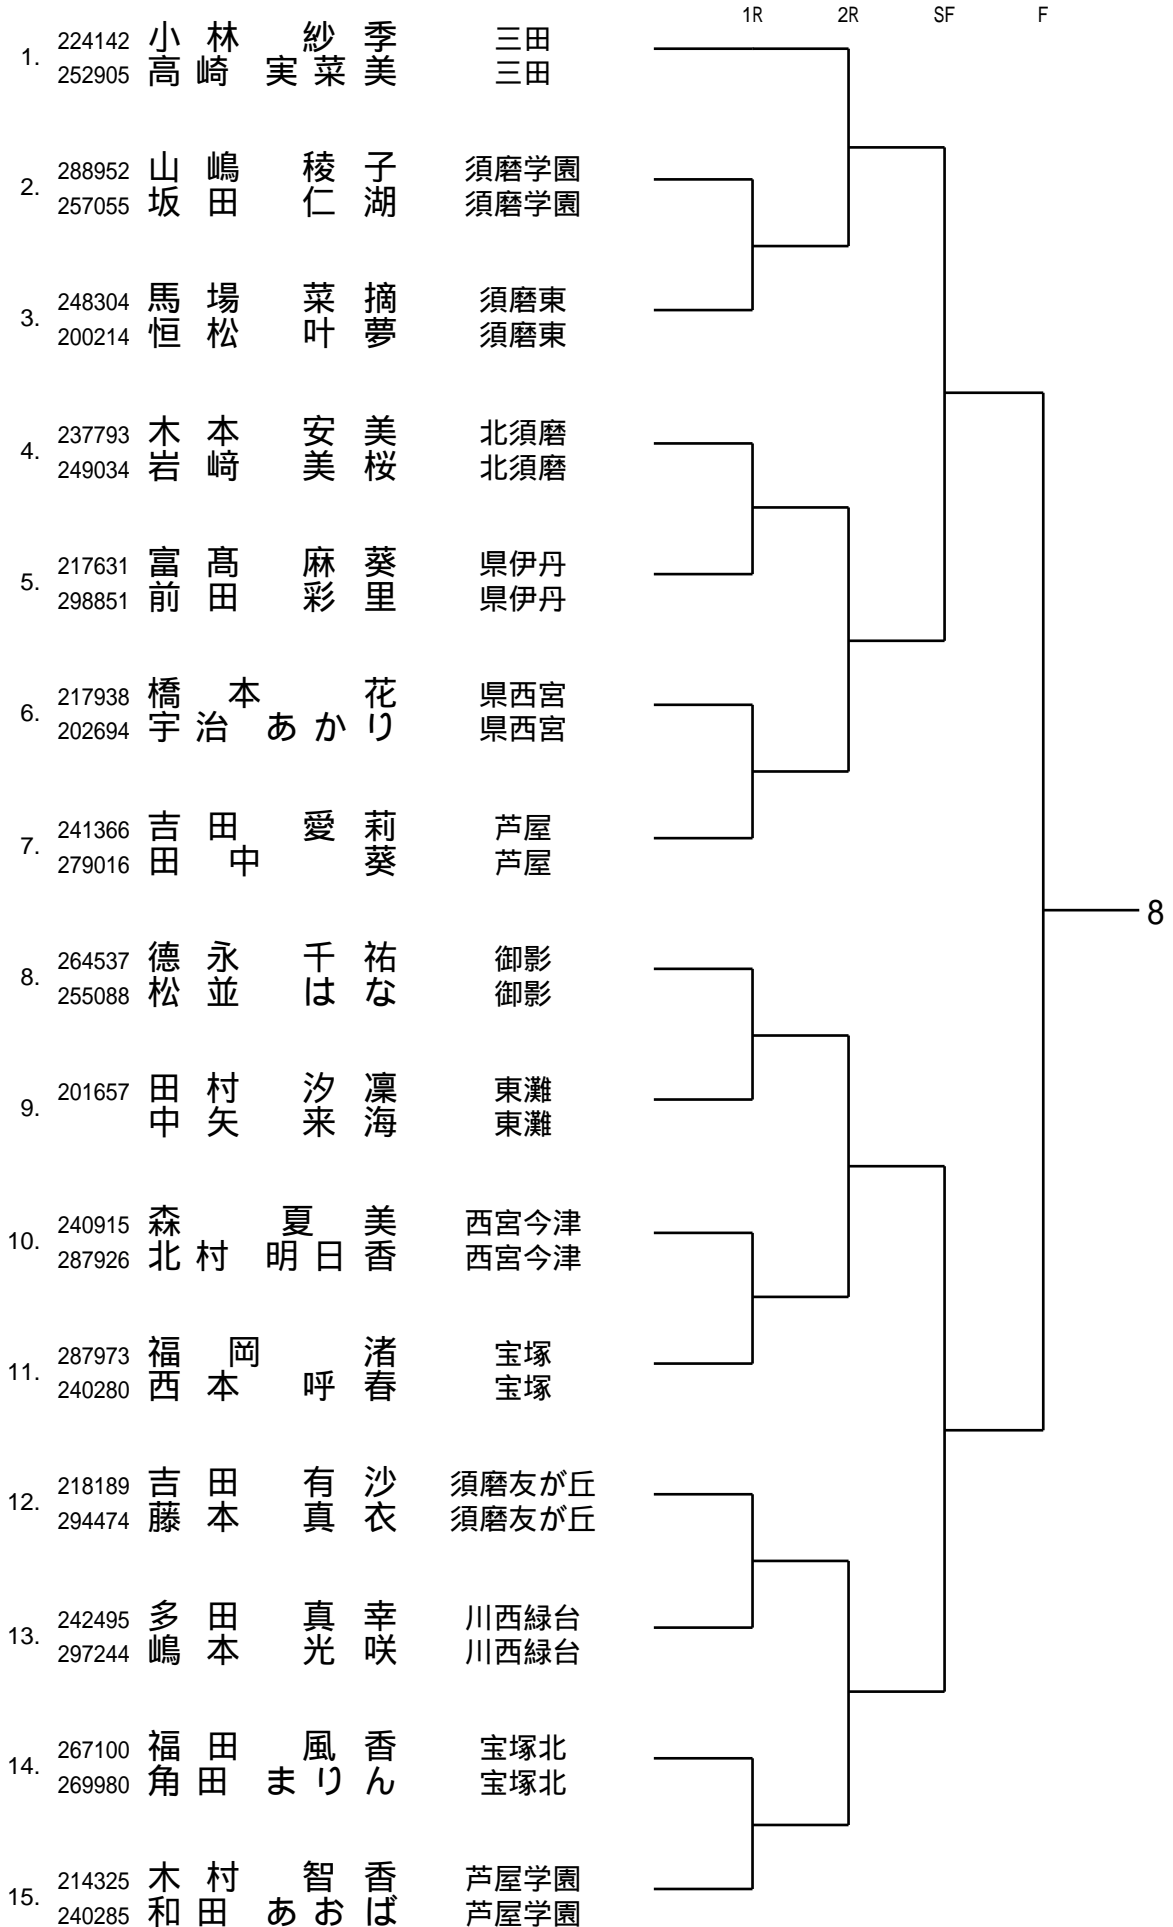 1R 2R SF F
1. 224142 小林 紗季 三田
252905 高崎 実菜美 三田
2. 288952 山嶋 稜子 須磨学園
257055 坂田 仁湖 須磨学園
3. 248304 馬場 菜摘 須磨東
200214 恒松 叶夢 須磨東
4. 237793 木本 安美 北須磨
249034 岩﨑 美桜 北須磨
5. 217631 富髙 麻葵 県伊丹
298851 前田 彩里 県伊丹
6. 217938 橋本 花 県西宮
202694 宇治 あかり 県西宮
7. 241366 吉田 愛莉 芦屋
279016 田中 葵 芦屋
8
8. 264537 德永 千祐 御影
255088 松並 はな 御影
9. 201657 田村 汐凜 東灘
中矢 来海 東灘
10. 240915 森 夏美 西宮今津
287926 北村 明日香 西宮今津
11. 287973 福岡 渚 宝塚
240280 西本 呼春 宝塚
12. 218189 吉田 有沙 須磨友が丘
294474 藤本 真衣 須磨友が丘
13. 242495 多田 真幸 川西緑台
297244 嶋本 光咲 川西緑台
14. 267100 福田 風香 宝塚北
269980 角田 まりん 宝塚北
15. 214325 木村 智香 芦屋学園
240285 和田 あおば 芦屋学園